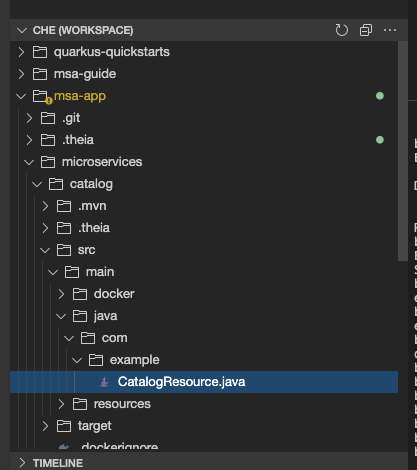 CHE (WORKSPACE)
quarkus-quickstarts
msa-guide
msa-app
.git
.theia
microservices
catalog
.mvn
.theia
src
main
docker
java
com
example
CatalogResource.java
resources
target
.dockerignore
TIMELINE